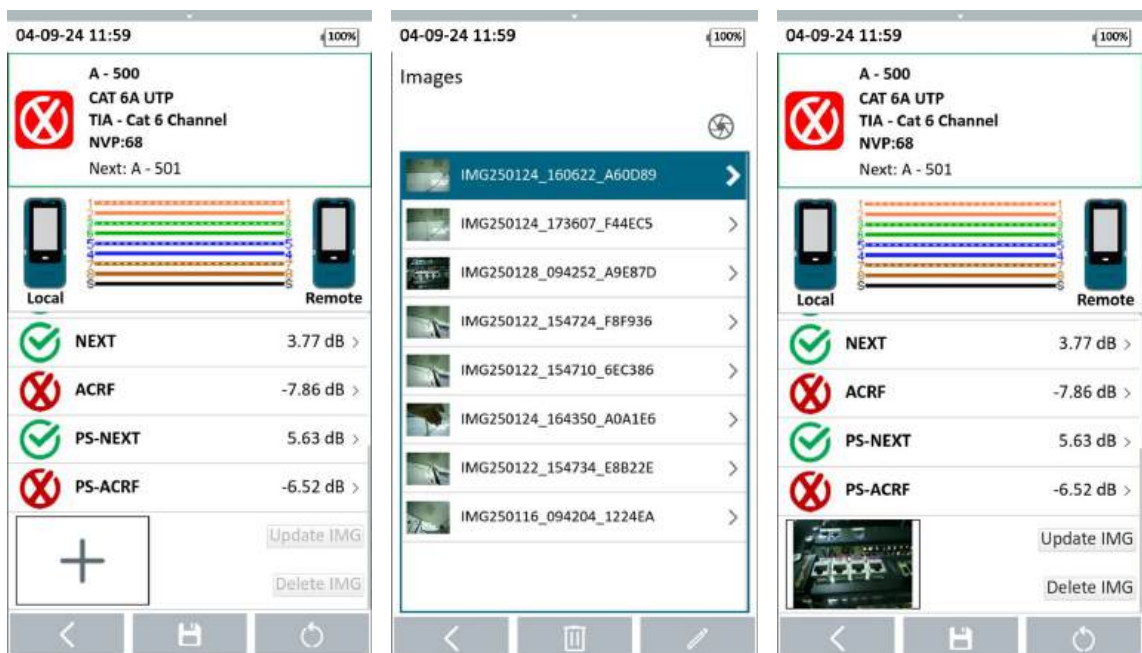 04-09-24 11:59
100%
A - 500
CAT 6A UTP
TIA - Cat 6 Channel
NVP:68
Next: A - 501
Local
Remote
NEXT 3.77 dB >
ACRF -7.86 dB >
PS-NEXT 5.63 dB >
PS-ACRF -6.52 dB >
Update IMG
Delete IMG
04-09-24 11:59
100%
Images
IMG250124_160622_A60D89
IMG250124_173607_F44EC5
IMG250128_094252_A9E87D
IMG250122_154724_F8F936
IMG250122_154710_6EC386
IMG250124_164350_A0A1E6
IMG250122_154734_E8B22E
IMG250116_094204_1224EA
04-09-24 11:59
100%
A - 500
CAT 6A UTP
TIA - Cat 6 Channel
NVP:68
Next: A - 501
Local
Remote
NEXT 3.77 dB >
ACRF -7.86 dB >
PS-NEXT 5.63 dB >
PS-ACRF -6.52 dB >
Update IMG
Delete IMG